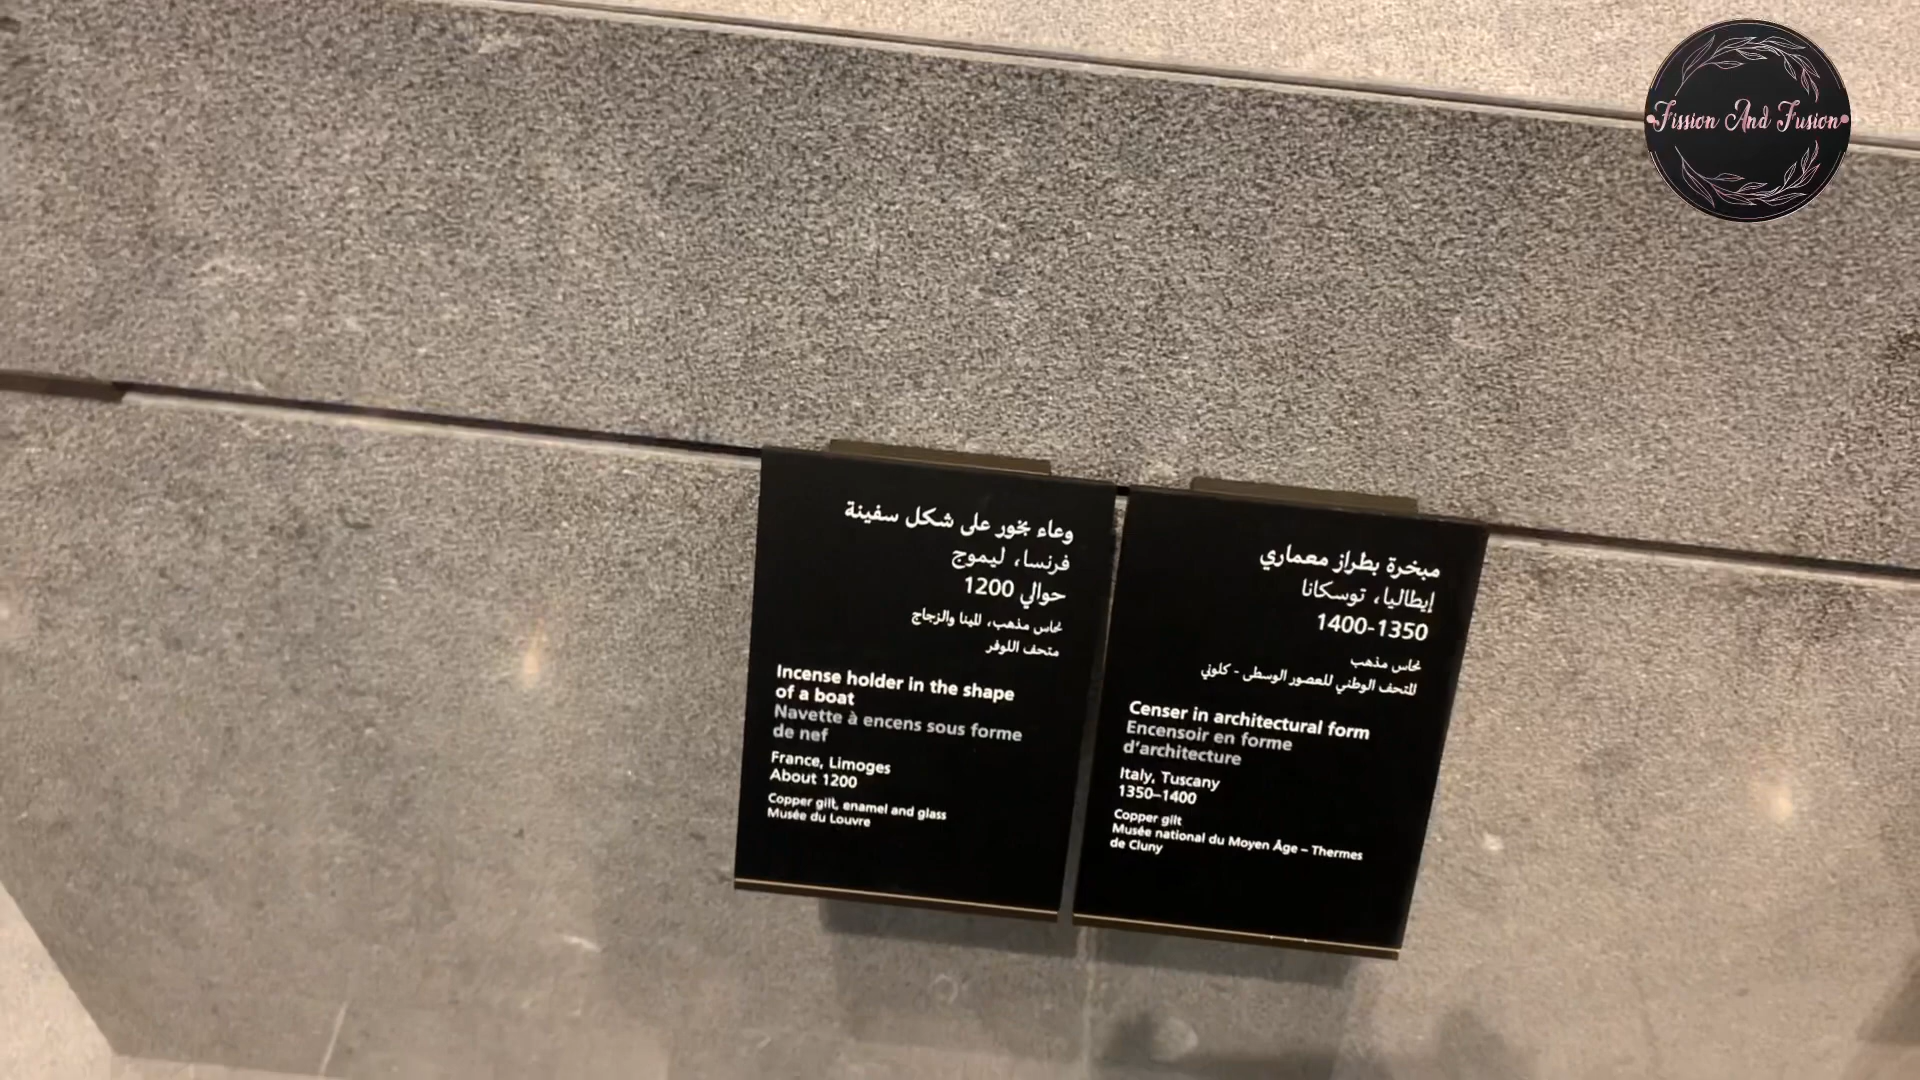 Fission And Fusion
وعاء بخور على شكل سفينة
فرنسا، ليموج
حوالي 1200
نحاس مذهب، المينا والزجاج
متحف اللوفر
Incense holder in the shape
of a boat
Navette à encens sous forme
de nef
France, Limoges
About 1200
Copper gilt, enamel and glass
Musée du Louvre
مبخرة بطراز معماري
إيطاليا، توسكانا
1400-1350
نحاس مذهب
المتحف الوطني للعصور الوسطى - كلوني
Censer in architectural form
Encensoir en forme
d'architecture
Italy, Tuscany
1350–1400
Copper gilt
Musée national du Moyen Âge – Thermes
de Cluny